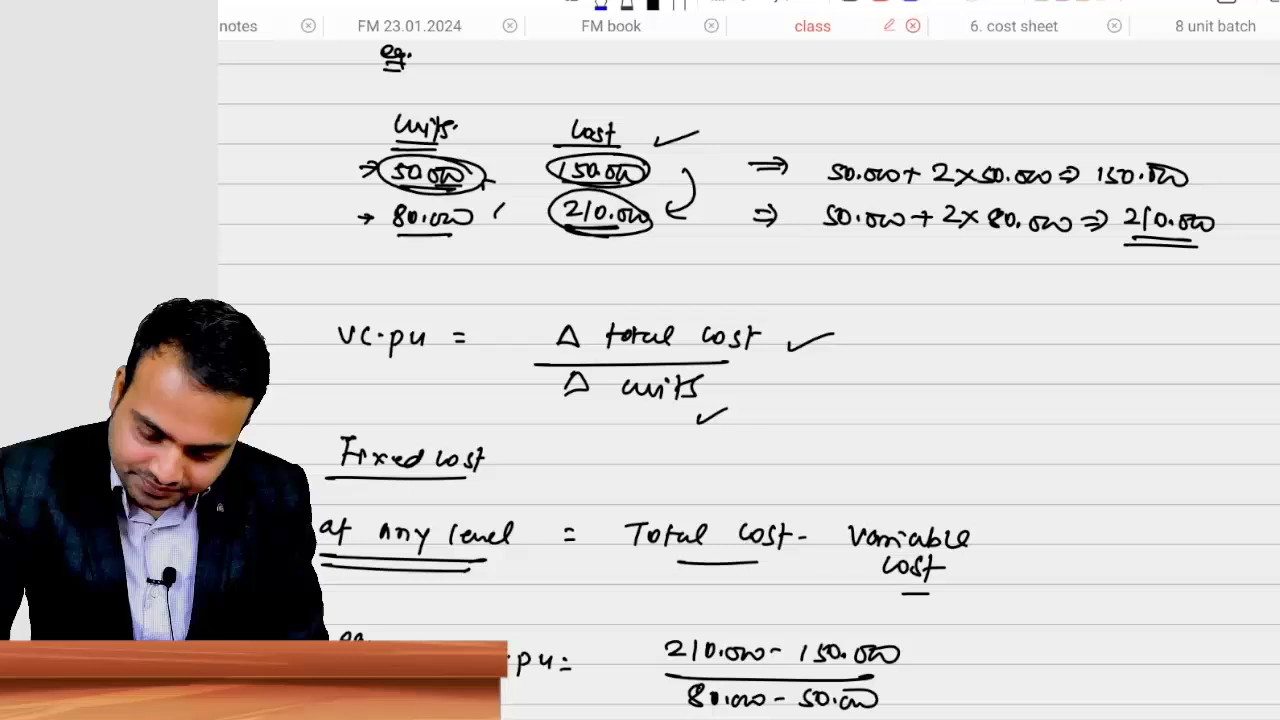 notes FM 23.01.2024 FM book class 6. cost sheet 8 unit batch
eg.
Units. Cost
50.000 150.000 ⇒ 50.000 + 2×50.000 ⇒ 150.000
80.000 210.000 ⇒ 50.000 + 2×80.000 ⇒ 210.000
VC.pu = Δ total cost
Δ units
Fixed cost
at any level = Total cost - Variable
cost
eg.
.pu = 210.000 - 150.000
80.000 - 50.000